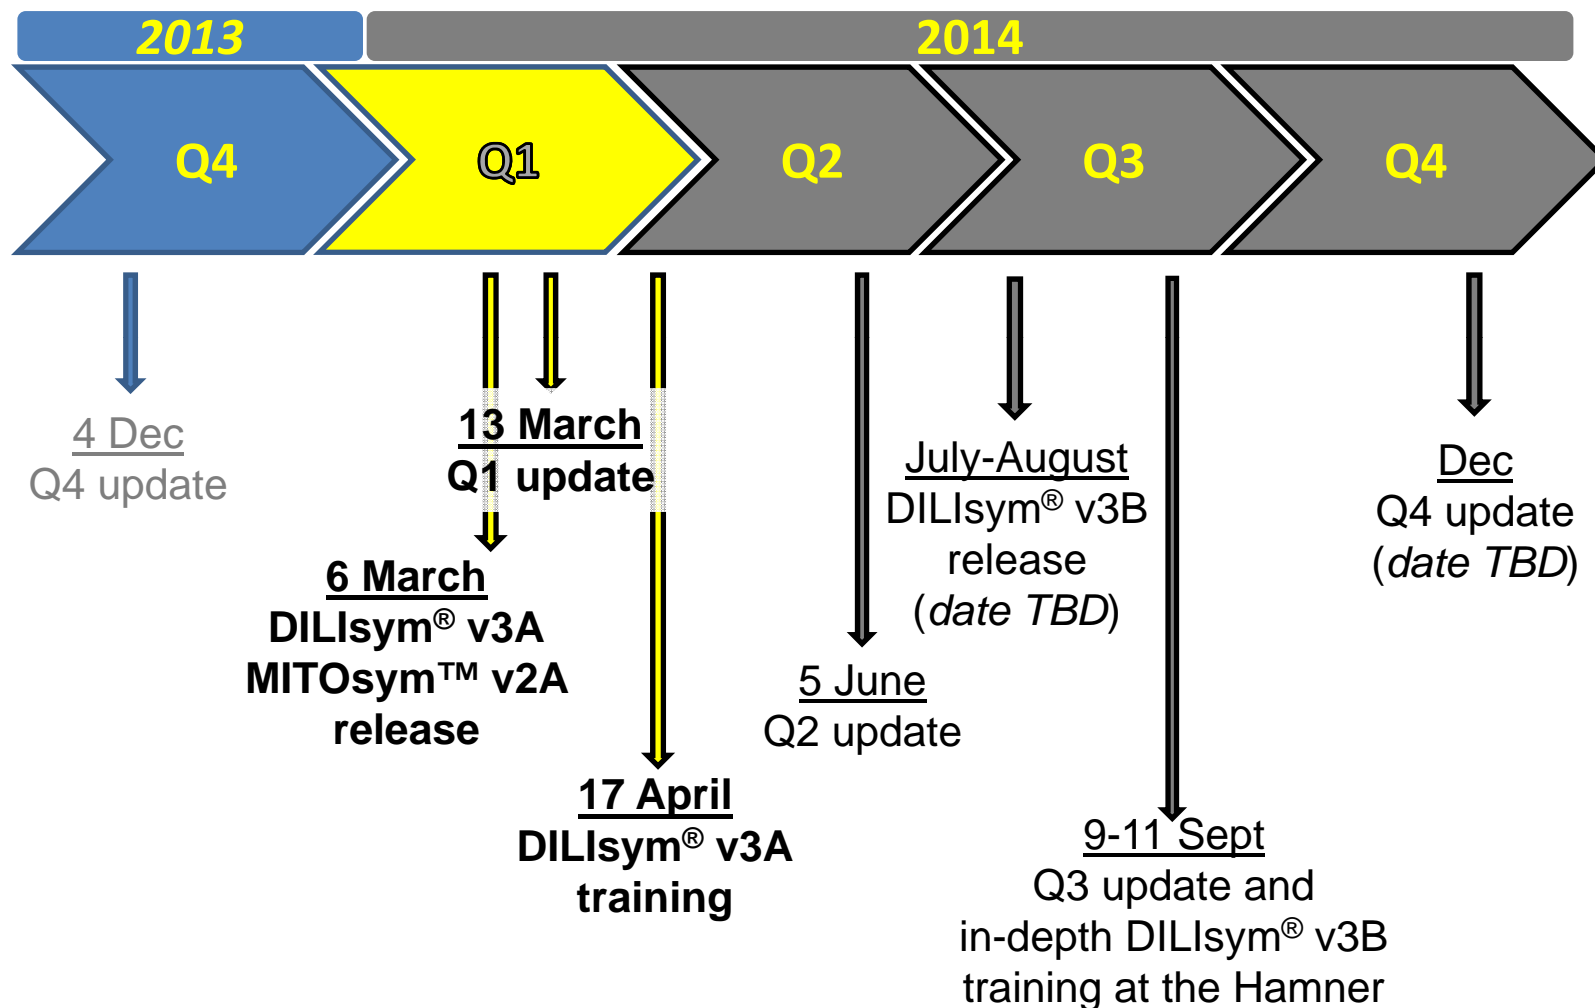 2013
2014
Q4
Q1
Q2
Q3
Q4
4 Dec
Q4 update
13 March
Q1 update
6 March
DILIsym® v3A
MITOsym™ v2A
release
17 April
DILIsym® v3A
training
5 June
Q2 update
July-August
DILIsym® v3B
release
(date TBD)
9-11 Sept
Q3 update and
in-depth DILIsym® v3B
training at the Hamner
Dec
Q4 update
(date TBD)